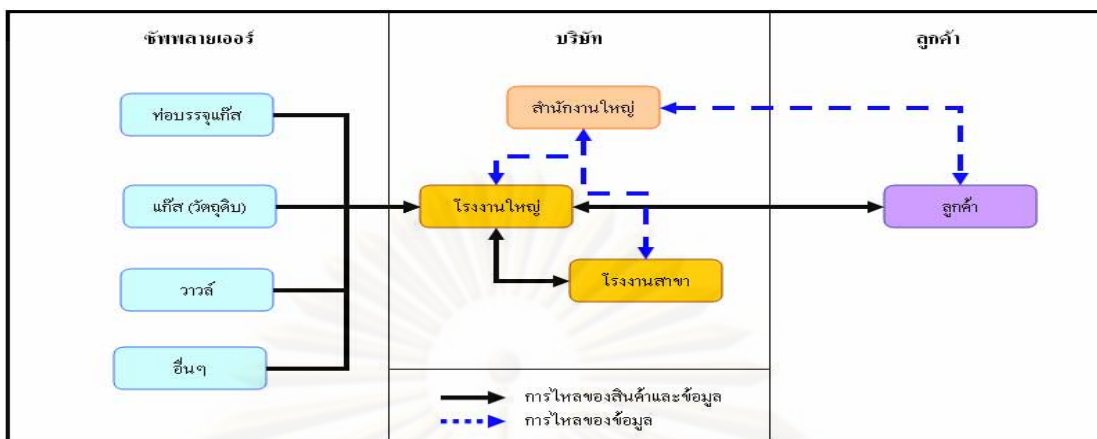 ซัพพลายเออร์
บริษัท
ลูกค้า
ท่อบรรจุแก๊ส
สำนักงานใหญ่
แก๊ส (วัตถุดิบ)
โรงงานใหญ่
ลูกค้า
วาวล์
โรงงานสาขา
อื่นๆ
การไหลของสินค้าและข้อมูล
การไหลของข้อมูล